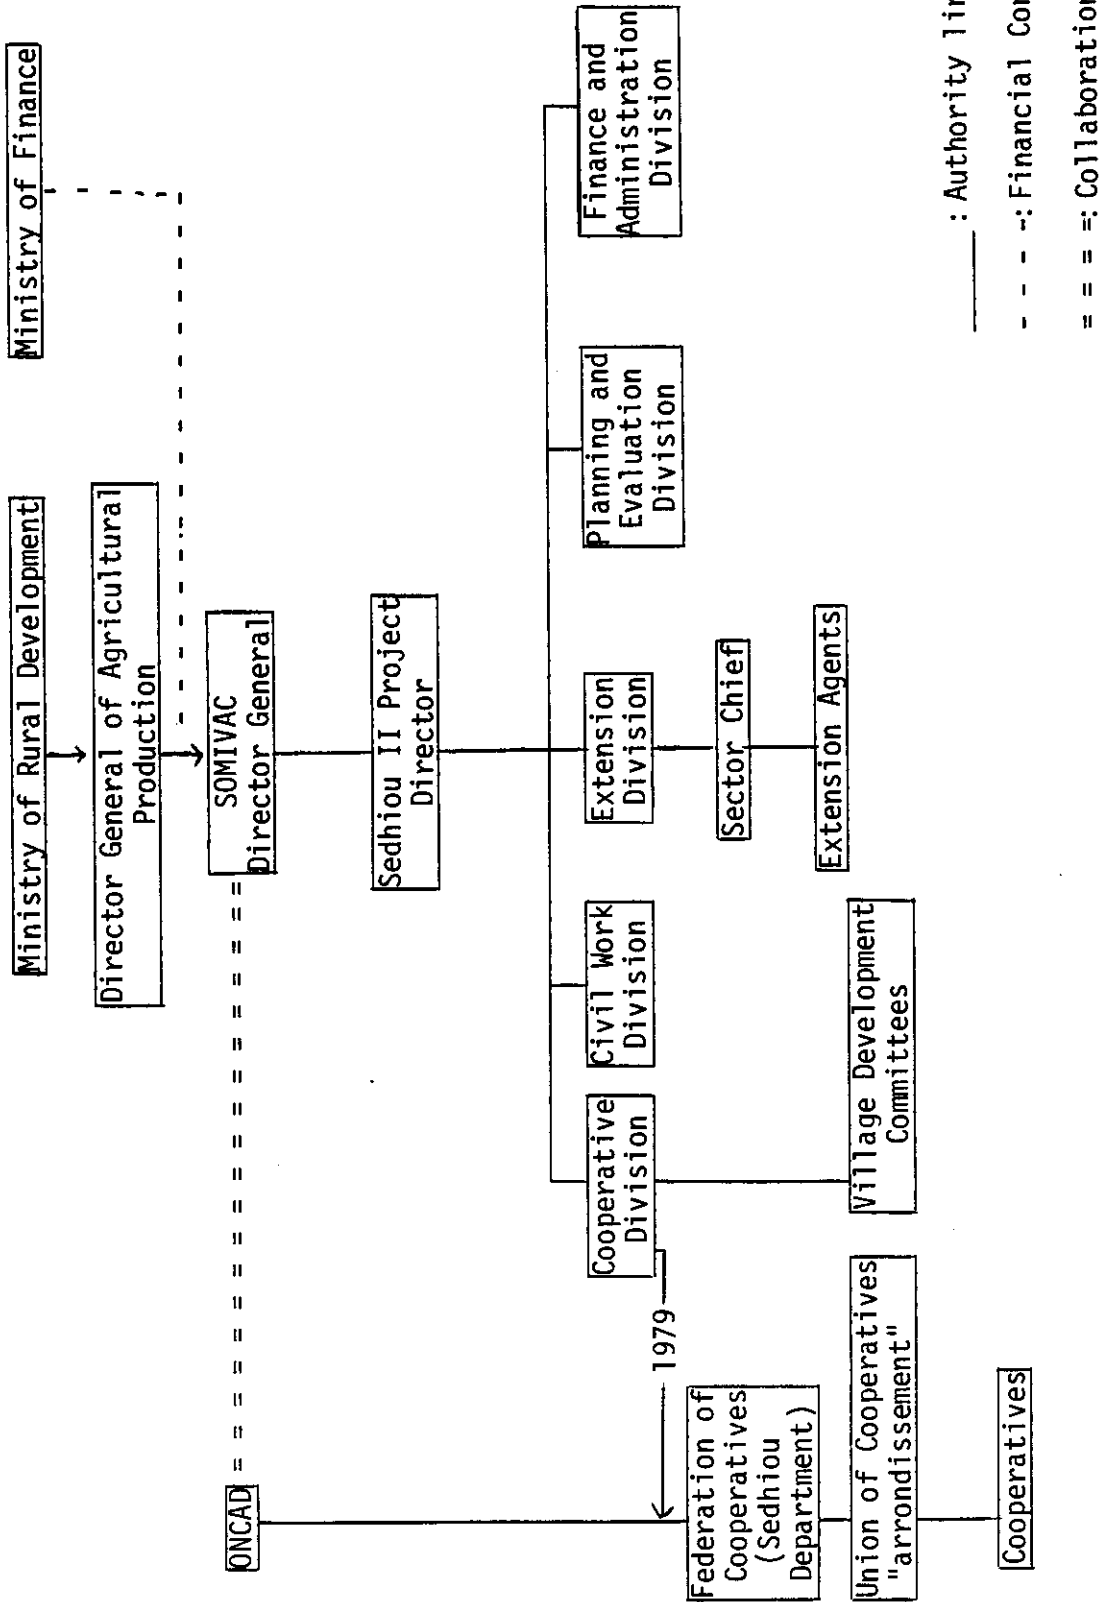 Ministry of Rural Development
Ministry of Finance
Director General of Agricultural
Production
SOMIVAC
Director General
ONCAD
Sedhiou II Project
Director
Cooperative
Division
Civil Work
Division
Extension
Division
Planning and
Evaluation
Division
Finance and
Administration
Division
1979
Federation of
Cooperatives
(Sedhiou
Department)
Sector Chief
Union of Cooperatives
"arrondissement"
Village Development
Committees
Extension Agents
Cooperatives
: Authority
: Financial
: Collaboration